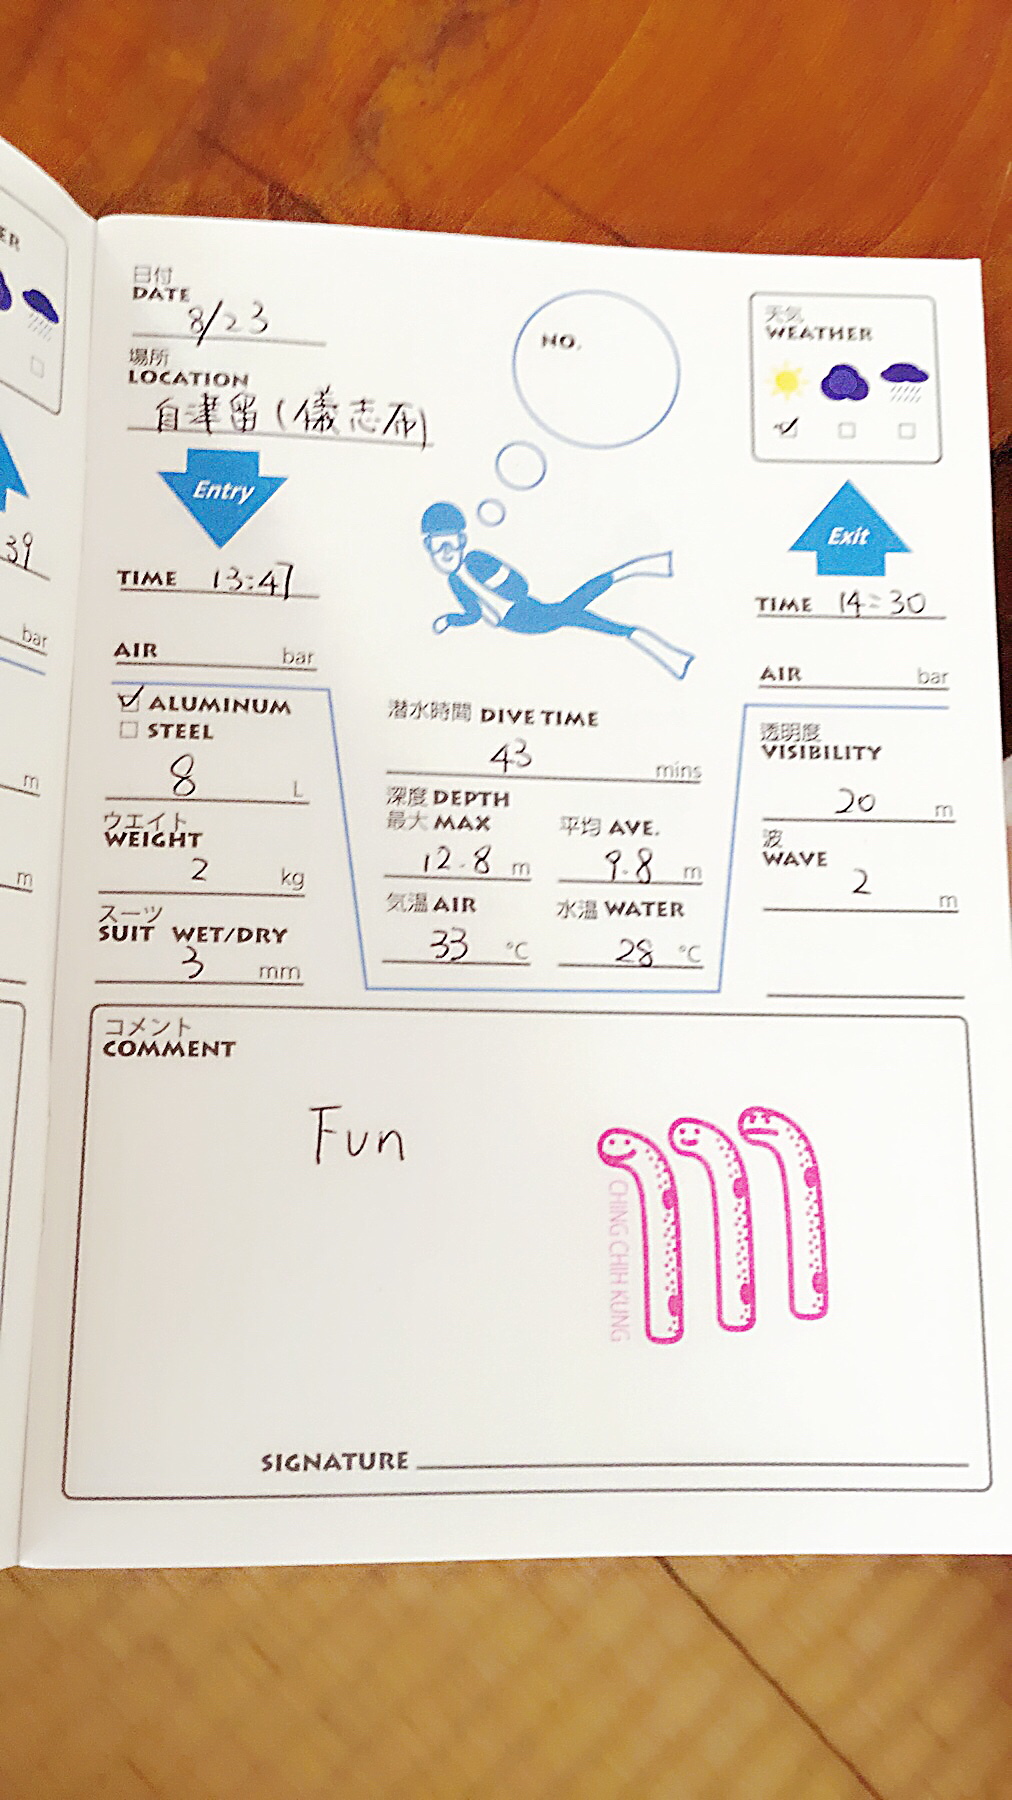 ER
39
bar
m
m
日付
DATE
8/23
場所
LOCATION
自津留(儀志布)
NO.
天気
WEATHER
Entry
Exit
TIME 13:47
TIME 14:30
AIR bar
AIR bar
ALUMINUM
STEEL
8 L
ウエイト
WEIGHT
2 kg
スーツ
SUIT WET/DRY
3 mm
潜水時間 DIVE TIME
43 mins
深度 DEPTH
最大 MAX
平均 AVE.
12.8 m
9.8 m
気温 AIR
水温 WATER
33 °C
28 °C
透明度
VISIBILITY
20 m
波
WAVE
2 m
コメント
COMMENT
Fun
CHING CHIH KUNG
SIGNATURE